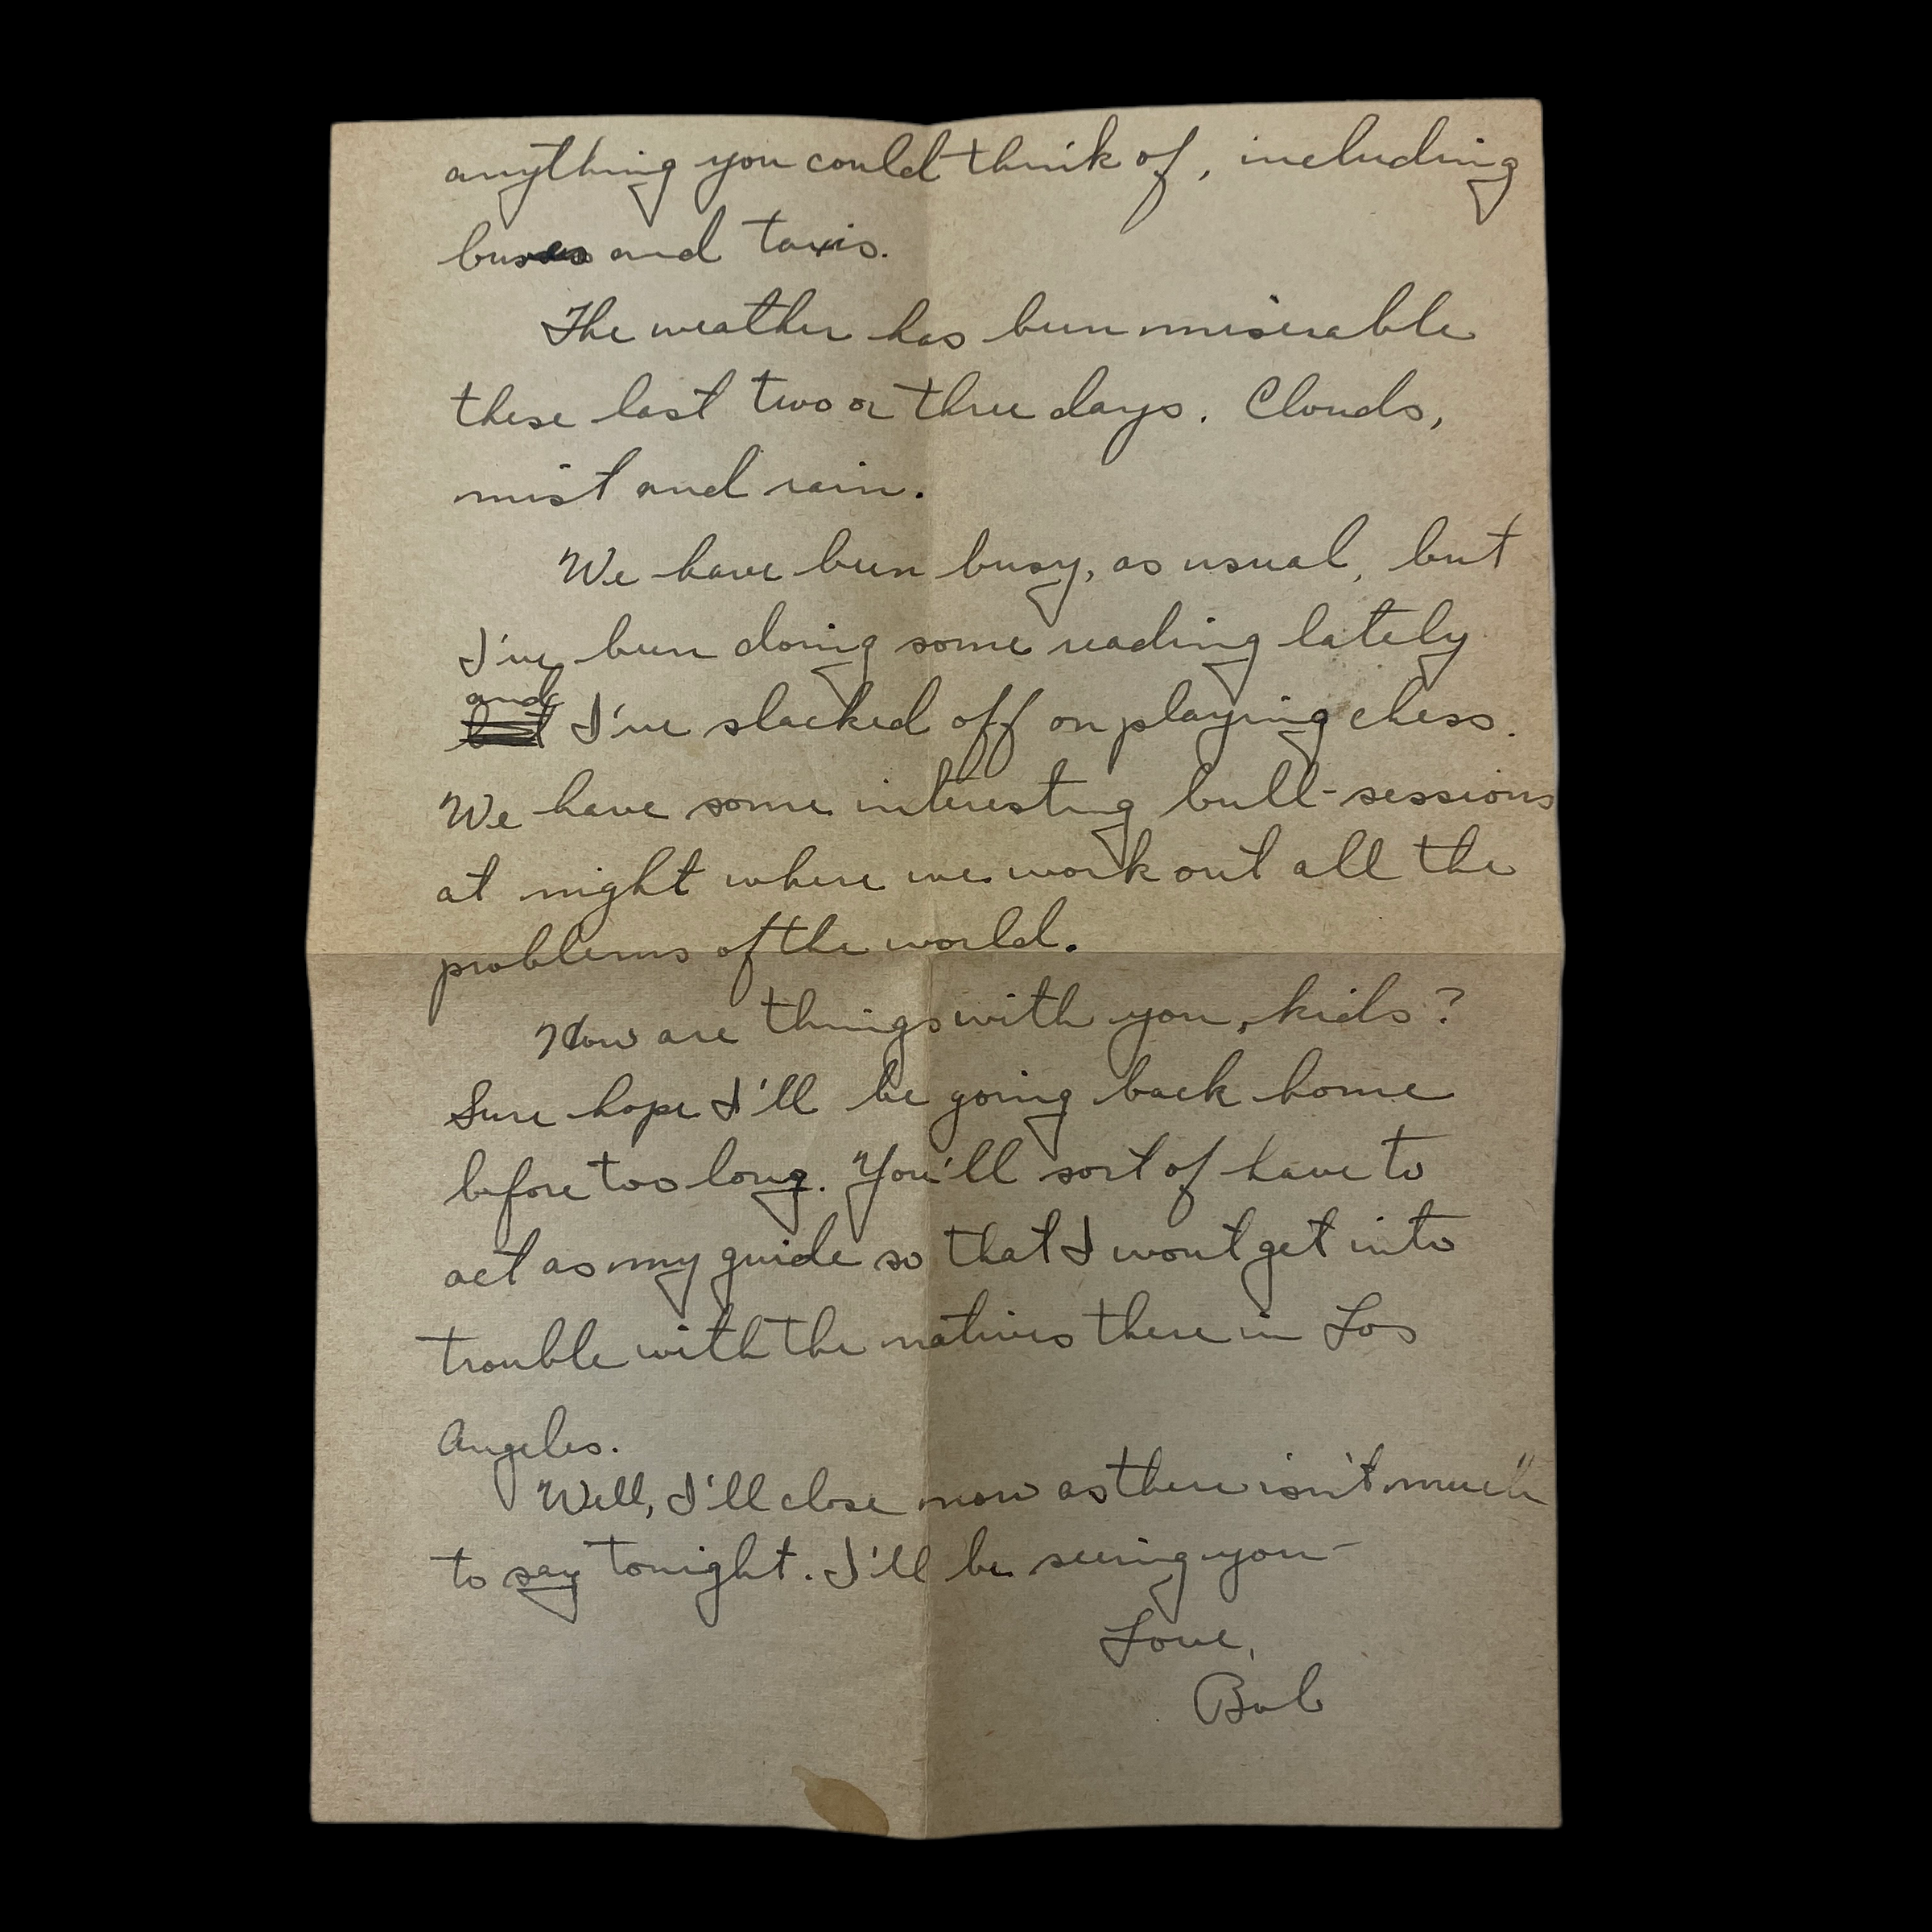 anything you could think of, including
buses and taxis.
The weather has been miserable
these last two or three days. Clouds,
mist and rain.
We have been busy, as usual, but
I've been doing some reading lately
and
but I've slacked off on playing chess.
We have some interesting bull-sessions
at night where we work out all the
problems of the world.
How are things with you, kids?
Sure hope I'll be going back home
before too long. You'll sort of have to
act as my guide so that I won't get into
trouble with the natives there in Los
Angeles.
Well, I'll close now as there isn't much
to say tonight. I'll be seeing you—
Love,
Bob